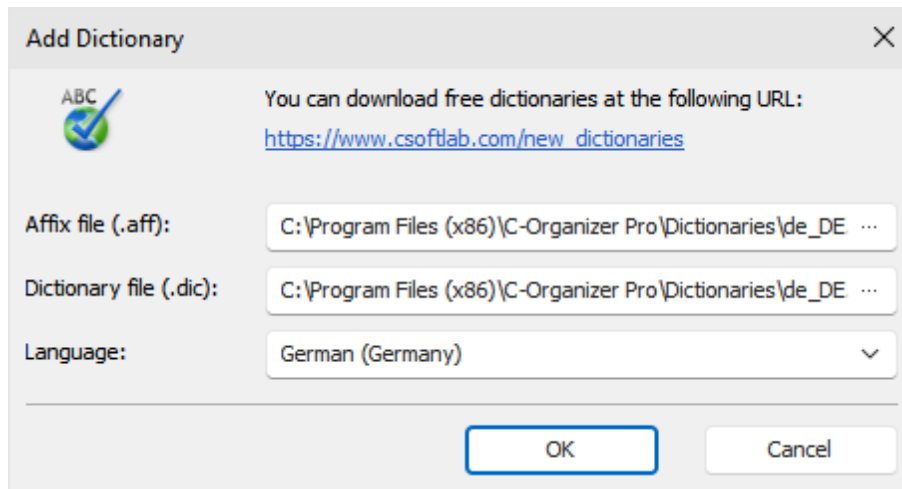 Add Dictionary
ABC
You can download free dictionaries at the following URL:
https://www.csoftlab.com/new_dictionaries
Affix file (.aff): C:\Program Files (x86)\C-Organizer Pro\Dictionaries\de_DE. ...
Dictionary file (.dic): C:\Program Files (x86)\C-Organizer Pro\Dictionaries\de_DE. ...
Language: German (Germany)
OK Cancel